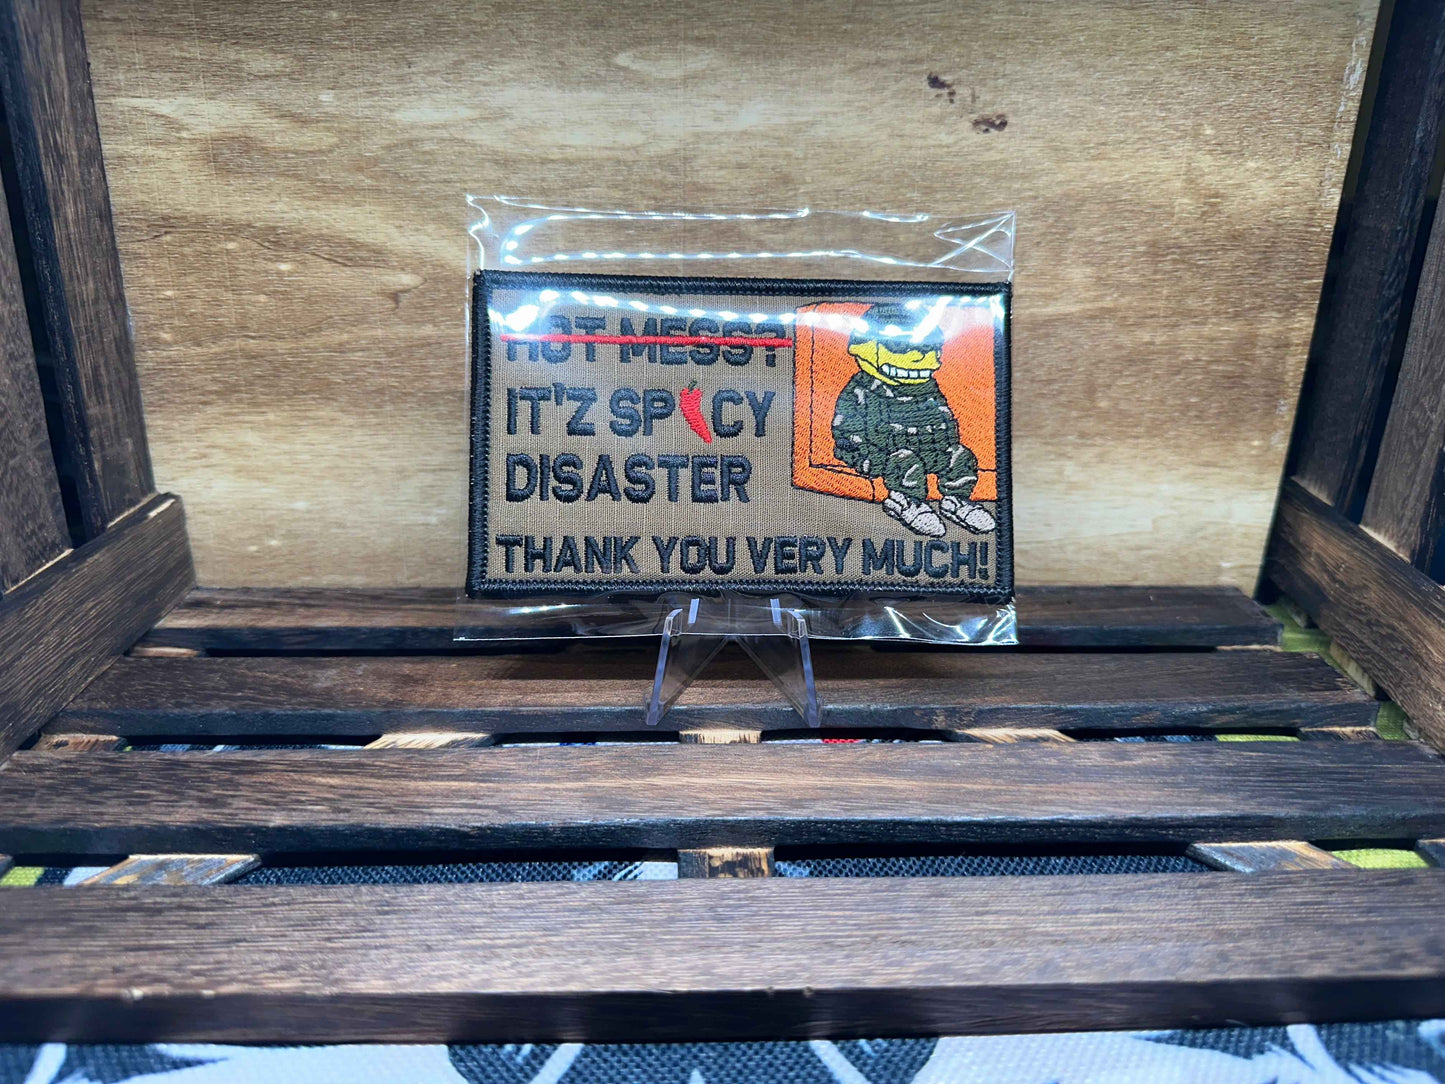 HOT MESS?
IT'Z SPICY
DISASTER
THANK YOU VERY MUCH!